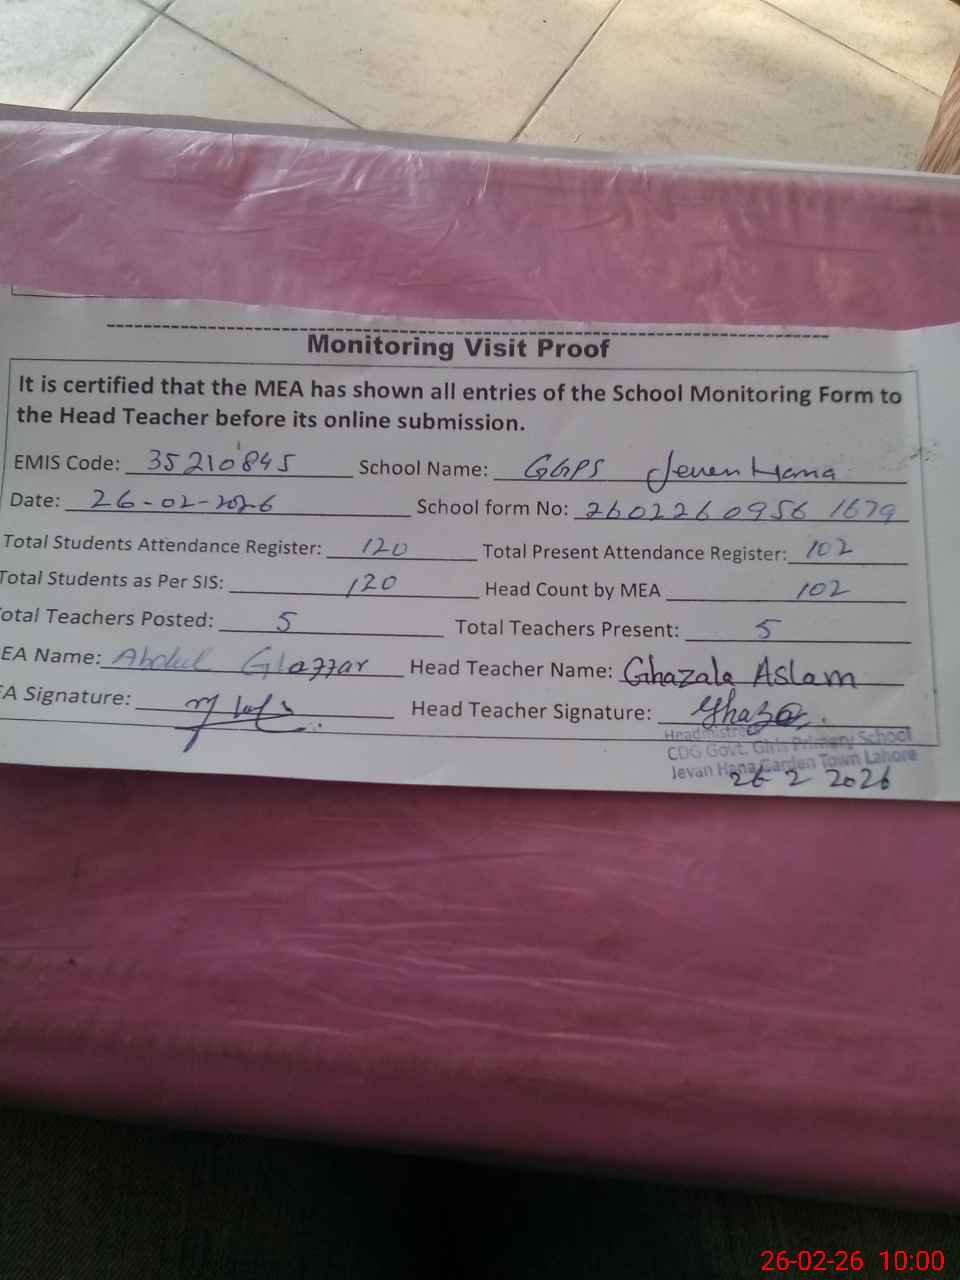 Monitoring Visit Proof
It is certified that the MEA has shown all entries of the School Monitoring Form to
the Head Teacher before its online submission.
EMIS Code: 35210845 School Name: GGPS Jeven Hana
Date: 26-02-2026 School form No: 2602260956 1679
Total Students Attendance Register: 120 Total Present Attendance Register: 102
Total Students as Per SIS: 120 Head Count by MEA 102
otal Teachers Posted: 5 Total Teachers Present: 5
EA Name: Abdul Head Teacher Name: Ghazala Aslam
EA Signature: Head Teacher Signature: Ghaza
Headmistress
CDG Govt. Girls Primary School
Jevan Hana Garden Town Lahore
26 2 2026
26-02-26 10:00